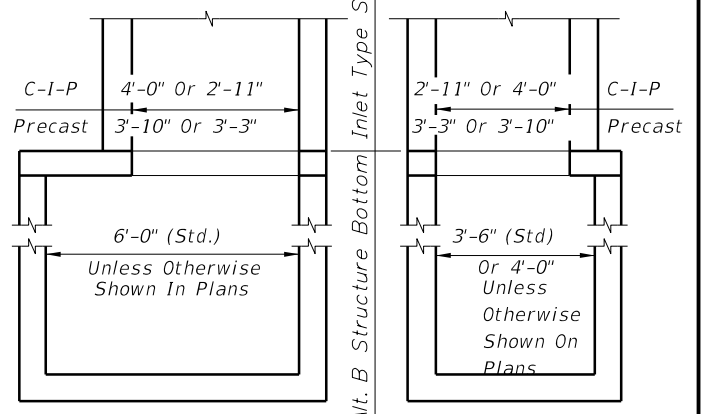 C-I-P
4'-0" Or 2'-11"
Precast
3'-10" Or 3'-3"
6'-0" (Std.)
Unless Otherwise
Shown In Plans
B Structure Bottom Inlet Type
2'-11" Or 4'-0"
C-I-P
3'-3" Or 3'-10"
Precast
3'-6" (Std)
Or 4'-0"
Unless
Otherwise
Shown On
Plans